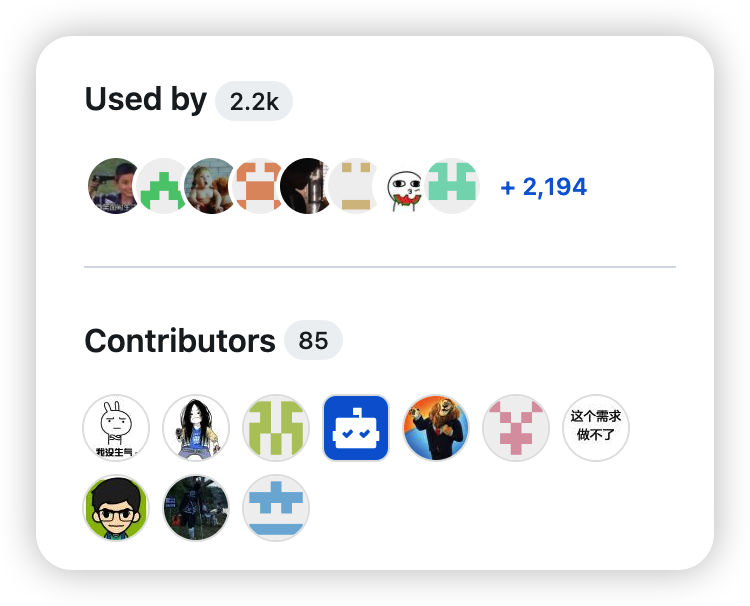 Used by 2.2k
+ 2,194
Contributors 85
我没生气
这个需求
做不了